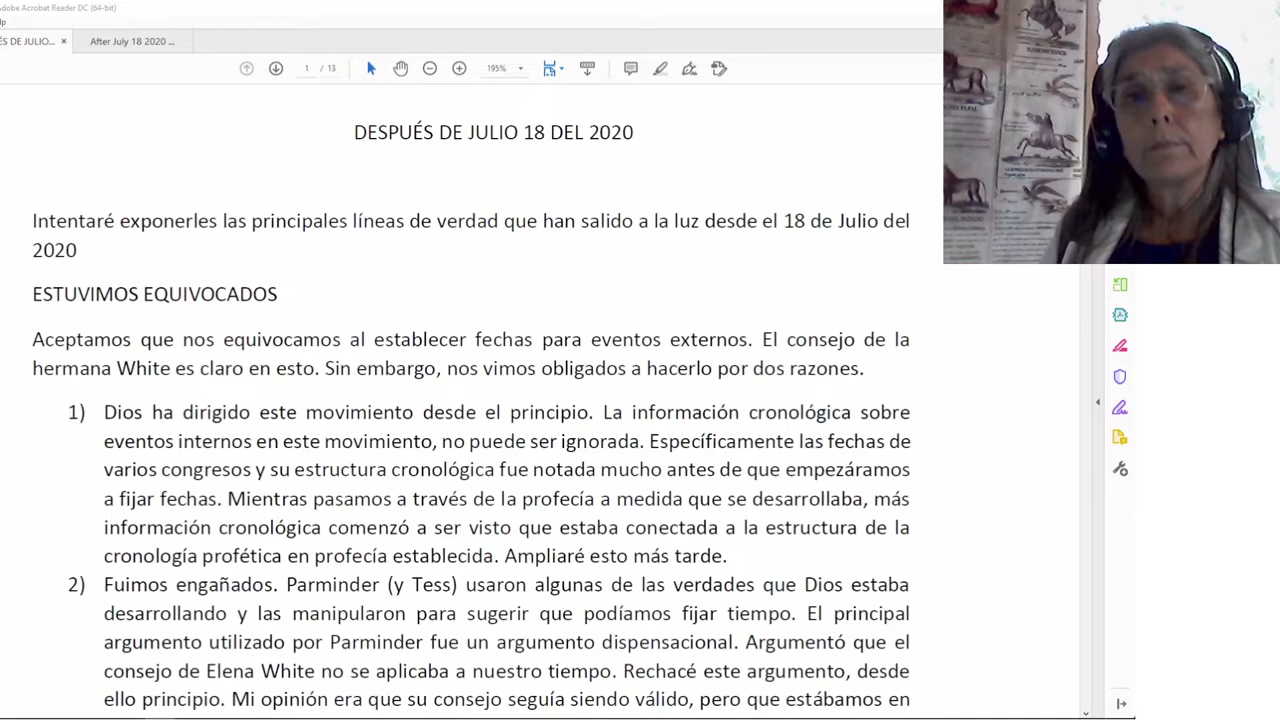 Adobe Acrobat Reader DC (64-bit)
lp
ÉS DE JULIO... × After July 18 2020 ...
1 / 13 195%
DESPUÉS DE JULIO 18 DEL 2020
Intentaré exponerles las principales líneas de verdad que han salido a la luz desde el 18 de Julio del
2020
ESTUVIMOS EQUIVOCADOS
Aceptamos que nos equivocamos al establecer fechas para eventos externos. El consejo de la
hermana White es claro en esto. Sin embargo, nos vimos obligados a hacerlo por dos razones.
1) Dios ha dirigido este movimiento desde el principio. La información cronológica sobre
eventos internos en este movimiento, no puede ser ignorada. Específicamente las fechas de
varios congresos y su estructura cronológica fue notada mucho antes de que empezáramos
a fijar fechas. Mientras pasamos a través de la profecía a medida que se desarrollaba, más
información cronológica comenzó a ser visto que estaba conectada a la estructura de la
cronología profética en profecía establecida. Ampliaré esto más tarde.
2) Fuimos engañados. Parminder (y Tess) usaron algunas de las verdades que Dios estaba
desarrollando y las manipularon para sugerir que podíamos fijar tiempo. El principal
argumento utilizado por Parminder fue un argumento dispensacional. Argumentó que el
consejo de Elena White no se aplicaba a nuestro tiempo. Rechacé este argumento, desde
ello principio. Mi opinión era que su consejo seguía siendo válido, pero que estábamos en